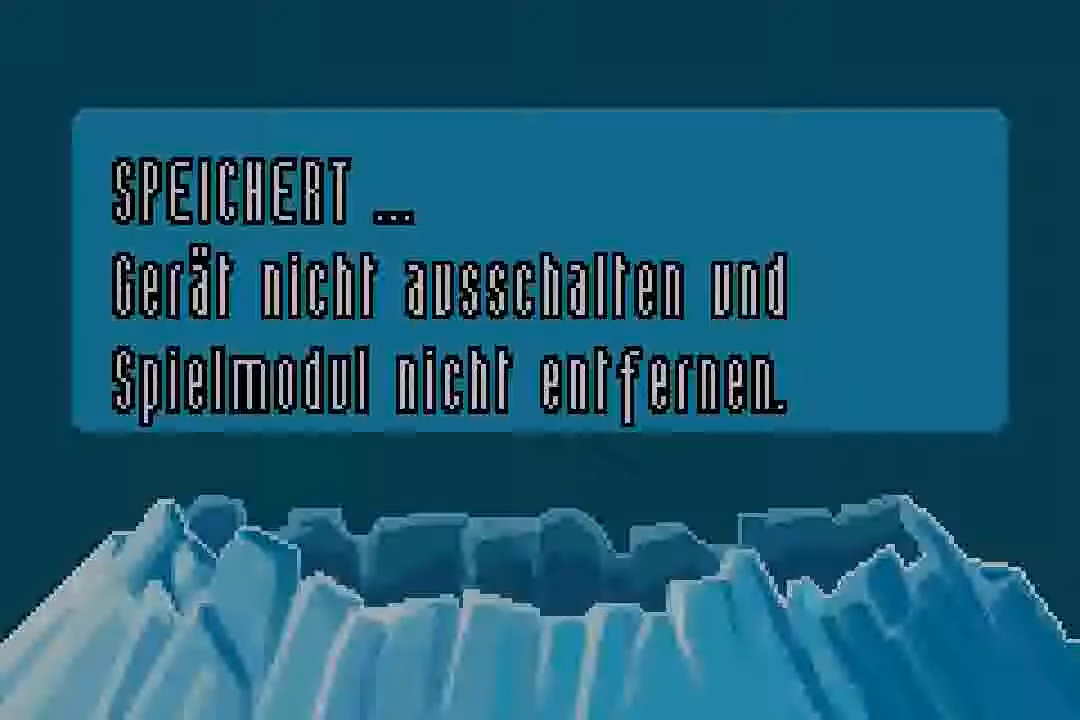 SPEICHERT ...
Gerät nicht ausschalten und
Spielmodul nicht entfernen.